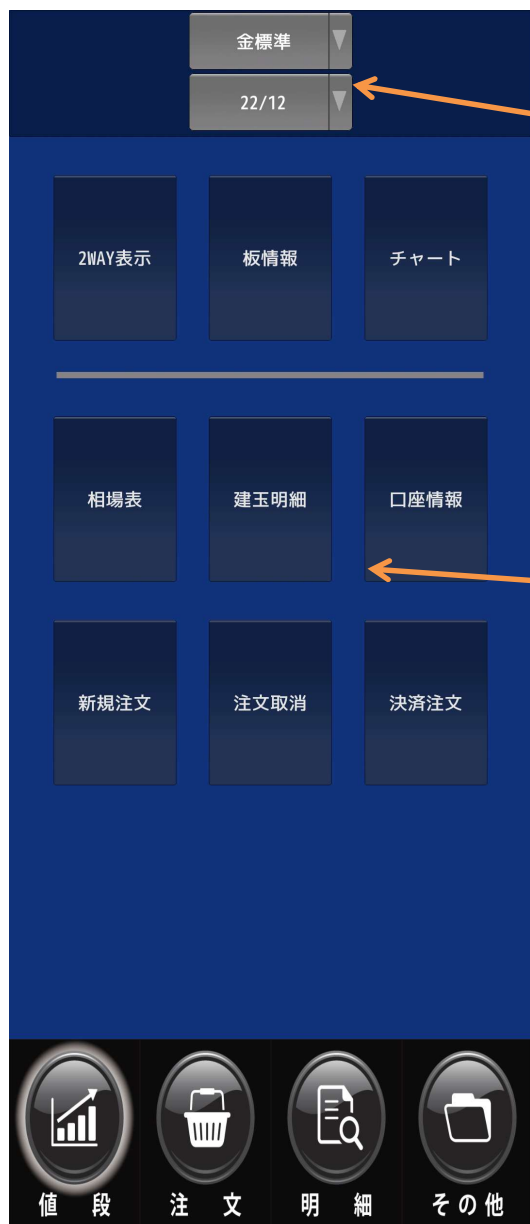 金標準
22/12
2WAY表示 板情報 チャート
相場表 建玉明細 口座情報
新規注文 注文取消 決済注文
値段 注文 明細 その他